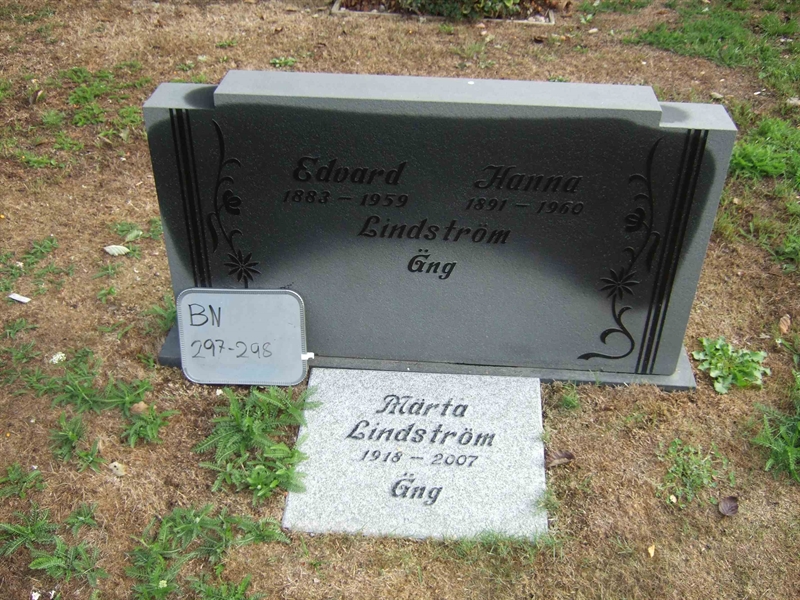 Edvard Hanna
1883 – 1959 1891 – 1960
Lindström
Äng
BN
297-298
Märta
Lindström
1918 – 2007
Äng